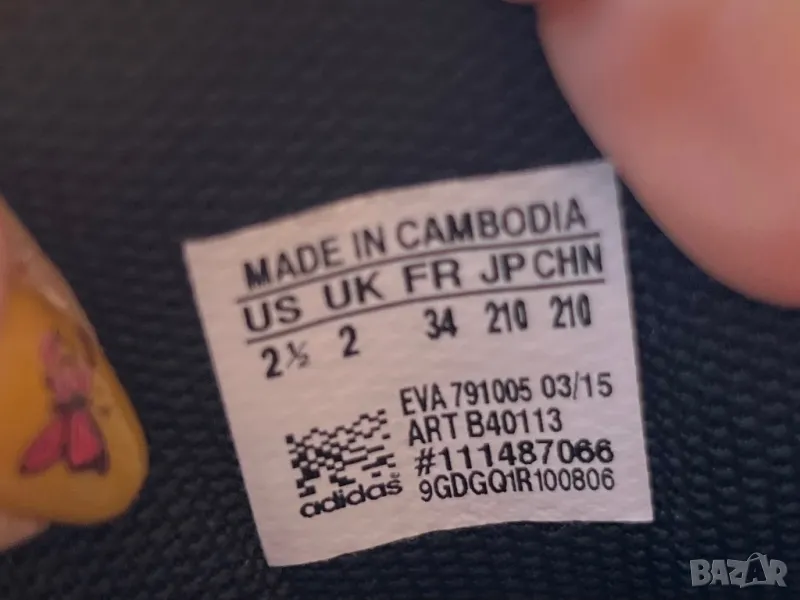 MADE IN CAMBODIA
US UK FR JP CHN
2½ 2 34 210 210
EVA 791005 03/15
ART B40113
#111487066
9GDGQ1R100806
adidas
BAZAR